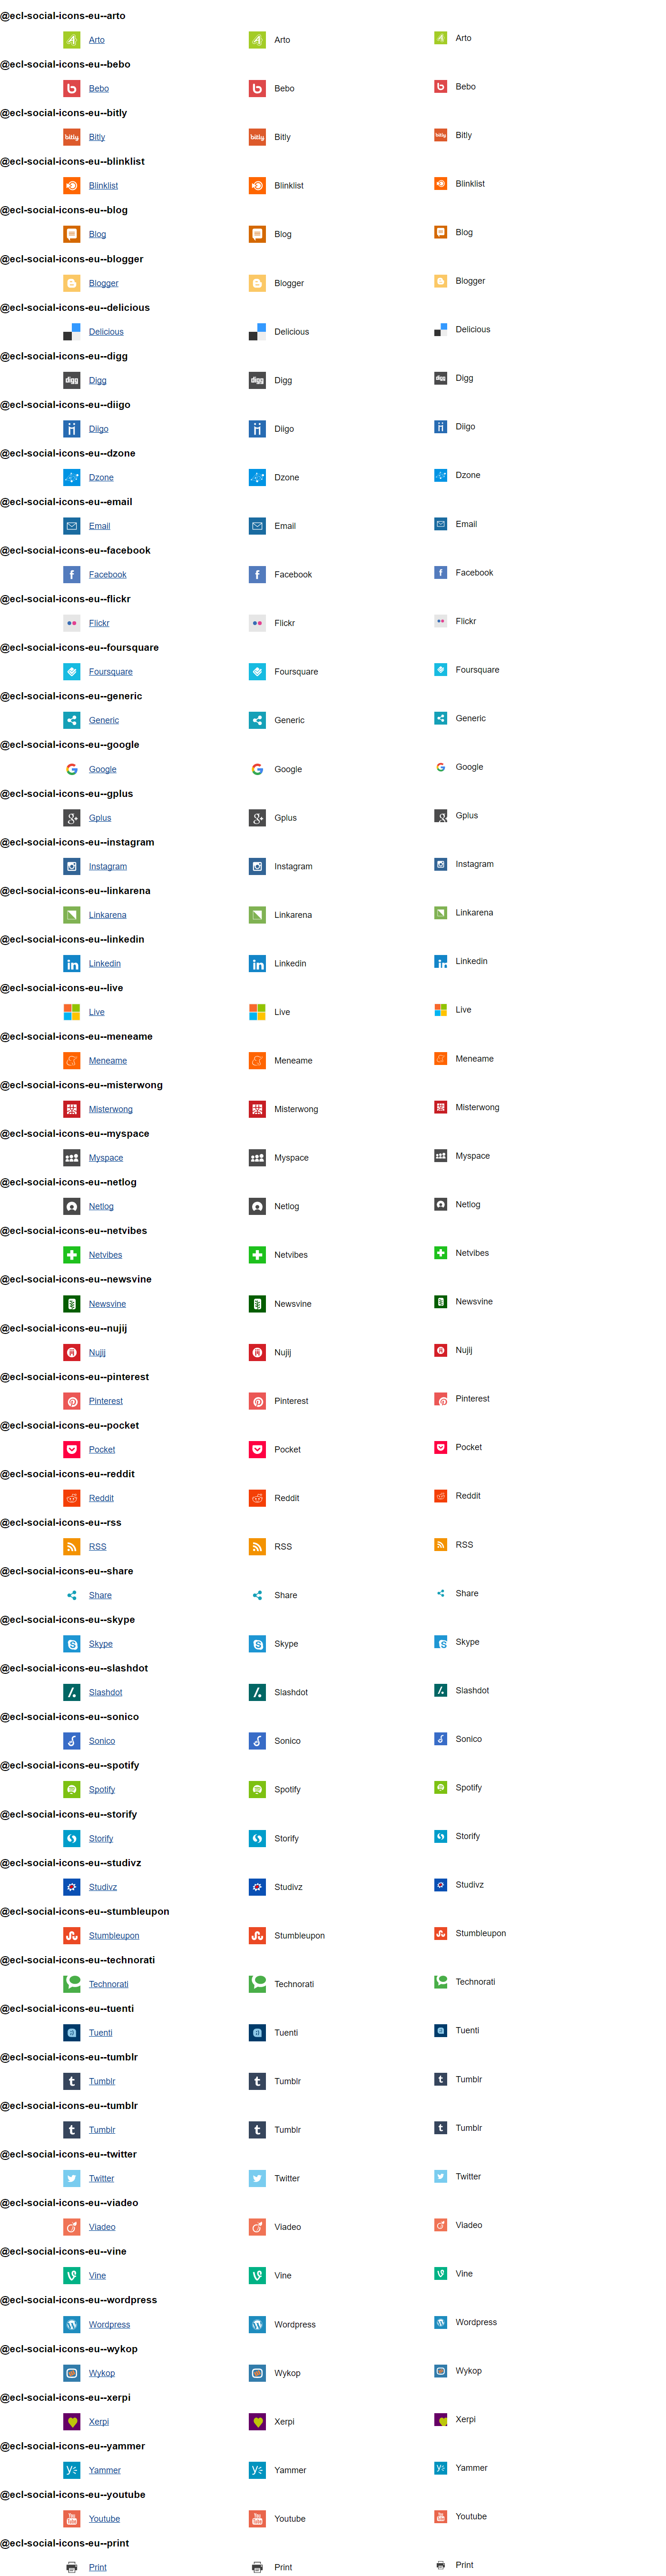 @ecl-social-icons-eu--arto
Arto Arto Arto
@ecl-social-icons-eu--bebo
Bebo Bebo Bebo
@ecl-social-icons-eu--bitly
Bitly Bitly Bitly
@ecl-social-icons-eu--blinklist
Blinklist Blinklist Blinklist
@ecl-social-icons-eu--blog
Blog Blog Blog
@ecl-social-icons-eu--blogger
Blogger Blogger Blogger
@ecl-social-icons-eu--delicious
Delicious Delicious Delicious
@ecl-social-icons-eu--digg
Digg Digg Digg
@ecl-social-icons-eu--diigo
Diigo Diigo Diigo
@ecl-social-icons-eu--dzone
Dzone Dzone Dzone
@ecl-social-icons-eu--email
Email Email Email
@ecl-social-icons-eu--facebook
Facebook Facebook Facebook
@ecl-social-icons-eu--flickr
Flickr Flickr Flickr
@ecl-social-icons-eu--foursquare
Foursquare Foursquare Foursquare
@ecl-social-icons-eu--generic
Generic Generic Generic
@ecl-social-icons-eu--google
Google Google Google
@ecl-social-icons-eu--gplus
Gplus Gplus Gplus
@ecl-social-icons-eu--instagram
Instagram Instagram Instagram
@ecl-social-icons-eu--linkarena
Linkarena Linkarena Linkarena
@ecl-social-icons-eu--linkedin
Linkedin Linkedin Linkedin
@ecl-social-icons-eu--live
Live Live Live
@ecl-social-icons-eu--meneame
Meneame Meneame Meneame
@ecl-social-icons-eu--misterwong
Misterwong Misterwong Misterwong
@ecl-social-icons-eu--myspace
Myspace Myspace Myspace
@ecl-social-icons-eu--netlog
Netlog Netlog Netlog
@ecl-social-icons-eu--netvibes
Netvibes Netvibes Netvibes
@ecl-social-icons-eu--newsvine
Newsvine Newsvine Newsvine
@ecl-social-icons-eu--nujij
Nujij Nujij Nujij
@ecl-social-icons-eu--pinterest
Pinterest Pinterest Pinterest
@ecl-social-icons-eu--pocket
Pocket Pocket Pocket
@ecl-social-icons-eu--reddit
Reddit Reddit Reddit
@ecl-social-icons-eu--rss
RSS RSS RSS
@ecl-social-icons-eu--share
Share Share Share
@ecl-social-icons-eu--skype
Skype Skype Skype
@ecl-social-icons-eu--slashdot
Slashdot Slashdot Slashdot
@ecl-social-icons-eu--sonico
Sonico Sonico Sonico
@ecl-social-icons-eu--spotify
Spotify Spotify Spotify
@ecl-social-icons-eu--storify
Storify Storify Storify
@ecl-social-icons-eu--studivz
Studivz Studivz Studivz
@ecl-social-icons-eu--stumbleupon
Stumbleupon Stumbleupon Stumbleupon
@ecl-social-icons-eu--technorati
Technorati Technorati Technorati
@ecl-social-icons-eu--tuenti
Tuenti Tuenti Tuenti
@ecl-social-icons-eu--tumblr
Tumblr Tumblr Tumblr
@ecl-social-icons-eu--tumblr
Tumblr Tumblr Tumblr
@ecl-social-icons-eu--twitter
Twitter Twitter Twitter
@ecl-social-icons-eu--viadeo
Viadeo Viadeo Viadeo
@ecl-social-icons-eu--vine
Vine Vine Vine
@ecl-social-icons-eu--wordpress
Wordpress Wordpress Wordpress
@ecl-social-icons-eu--wykop
Wykop Wykop Wykop
@ecl-social-icons-eu--xerpi
Xerpi Xerpi Xerpi
@ecl-social-icons-eu--yammer
Yammer Yammer Yammer
@ecl-social-icons-eu--youtube
Youtube Youtube Youtube
@ecl-social-icons-eu--print
Print Print Print